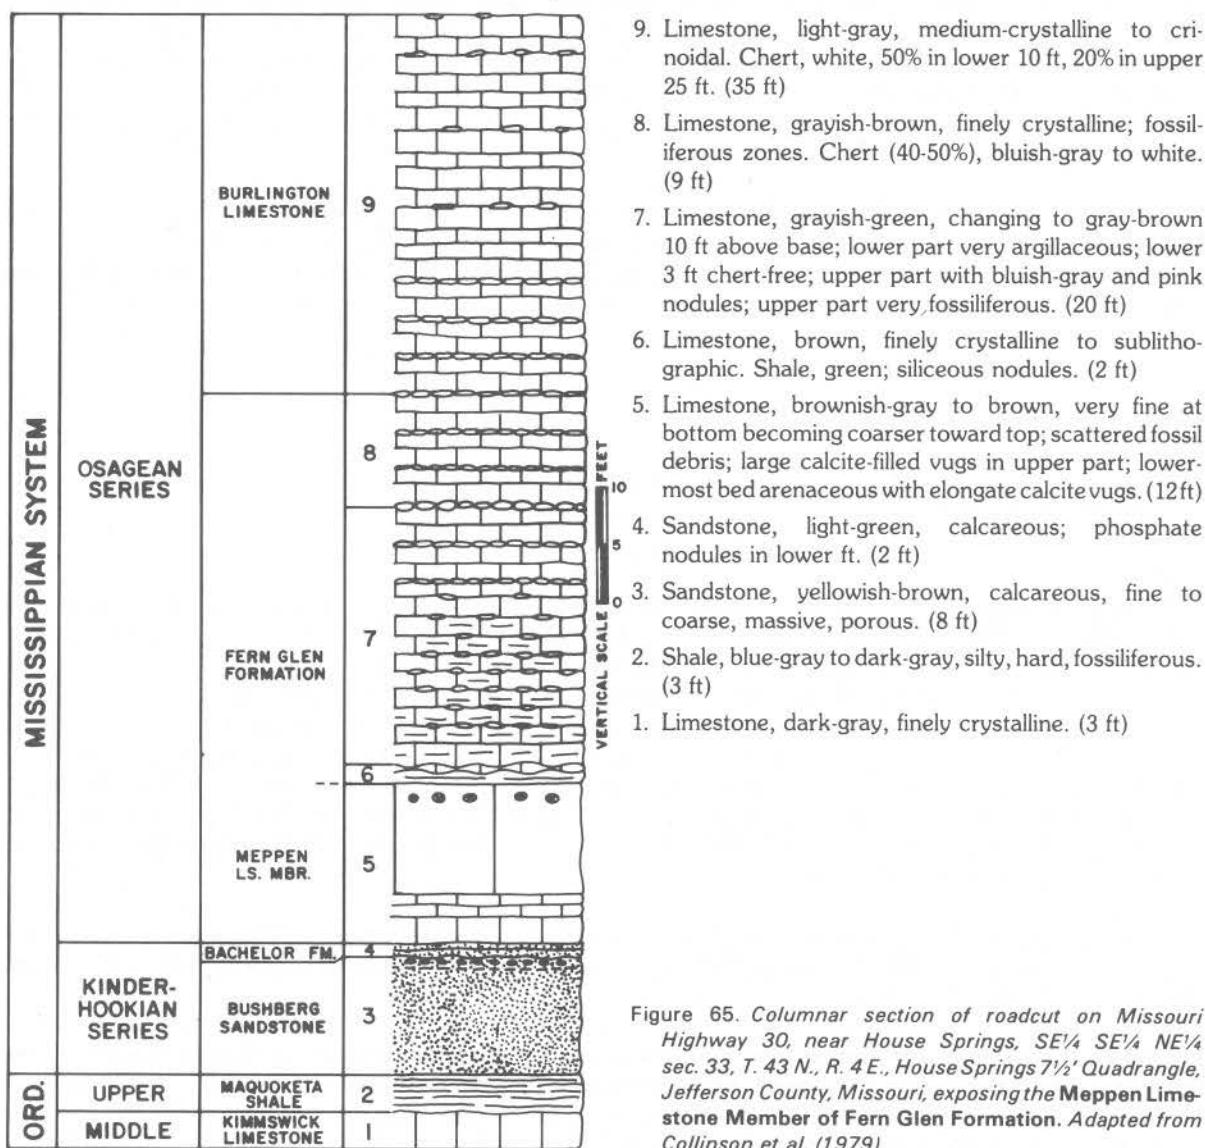 MISSISSIPPIAN SYSTEM
ORD.
OSAGEAN
SERIES
KINDER-
HOOKIAN
SERIES
UPPER
MIDDLE
BURLINGTON
LIMESTONE
FERN GLEN
FORMATION
MEPPEN
LS. MBR.
BACHELOR FM.
BUSHBERG
SANDSTONE
MAQUOKETA
SHALE
KIMMSWICK
LIMESTONE
9
8
7
6
5
4
3
2
1
VERTICAL SCALE FEET
10
5
0
9. Limestone, light-gray, medium-crystalline to cri-
noidal. Chert, white, 50% in lower 10 ft, 20% in upper
25 ft. (35 ft)
8. Limestone, grayish-brown, finely crystalline; fossil-
iferous zones. Chert (40-50%), bluish-gray to white.
(9 ft)
7. Limestone, grayish-green, changing to gray-brown
10 ft above base; lower part very argillaceous; lower
3 ft chert-free; upper part with bluish-gray and pink
nodules; upper part very fossiliferous. (20 ft)
6. Limestone, brown, finely crystalline to sublitho-
graphic. Shale, green; siliceous nodules. (2 ft)
5. Limestone, brownish-gray to brown, very fine at
bottom becoming coarser toward top; scattered fossil
debris; large calcite-filled vugs in upper part; lower-
most bed arenaceous with elongate calcite vugs. (12 ft)
4. Sandstone, light-green, calcareous; phosphate
nodules in lower ft. (2 ft)
3. Sandstone, yellowish-brown, calcareous, fine to
coarse, massive, porous. (8 ft)
2. Shale, blue-gray to dark-gray, silty, hard, fossiliferous.
(3 ft)
1. Limestone, dark-gray, finely crystalline. (3 ft)
Figure 65. Columnar section of roadcut on Missouri
Highway 30, near House Springs, SE¼ SE¼ NE¼
sec. 33, T. 43 N., R. 4 E., House Springs 7½' Quadrangle,
Jefferson County, Missouri, exposing the Meppen Lime-
stone Member of Fern Glen Formation. Adapted from
Collinson et al. (1979)